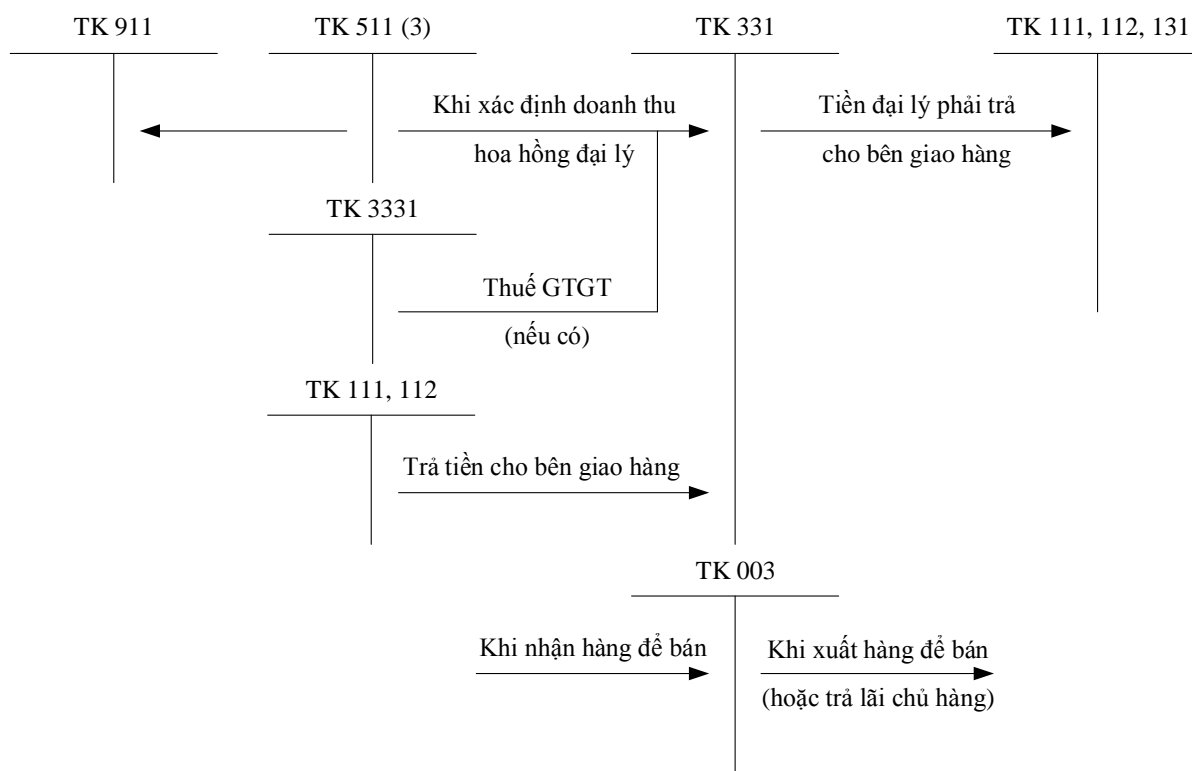 TK 911
TK 511 (3)
TK 331
TK 111, 112, 131
Khi xác định doanh thu
hoa hồng đại lý
Tiền đại lý phải trả
cho bên giao hàng
TK 3331
Thuế GTGT
(nếu có)
TK 111, 112
Trả tiền cho bên giao hàng
TK 003
Khi nhận hàng để bán
Khi xuất hàng để bán
(hoặc trả lãi chủ hàng)